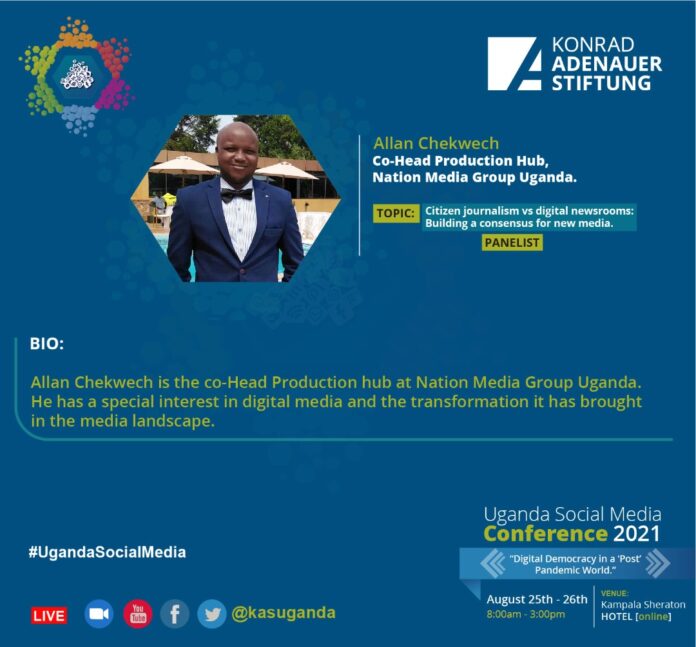 KONRAD
ADENAUER
STIFTUNG
Allan Chekwech
Co-Head Production Hub,
Nation Media Group Uganda.
TOPIC: Citizen journalism vs digital newsrooms:
Building a consensus for new media.
PANELIST
BIO:
Allan Chekwech is the co-Head Production hub at Nation Media Group Uganda.
He has a special interest in digital media and the transformation it has brought
in the media landscape.
#UgandaSocialMedia
LIVE
You
Tube
@kasuganda
Uganda Social Media
Conference 2021
“Digital Democracy in a ‘Post’
Pandemic World.”
August 25th - 26th
8:00am - 3:00pm
VENUE:
Kampala Sheraton
HOTEL [online]